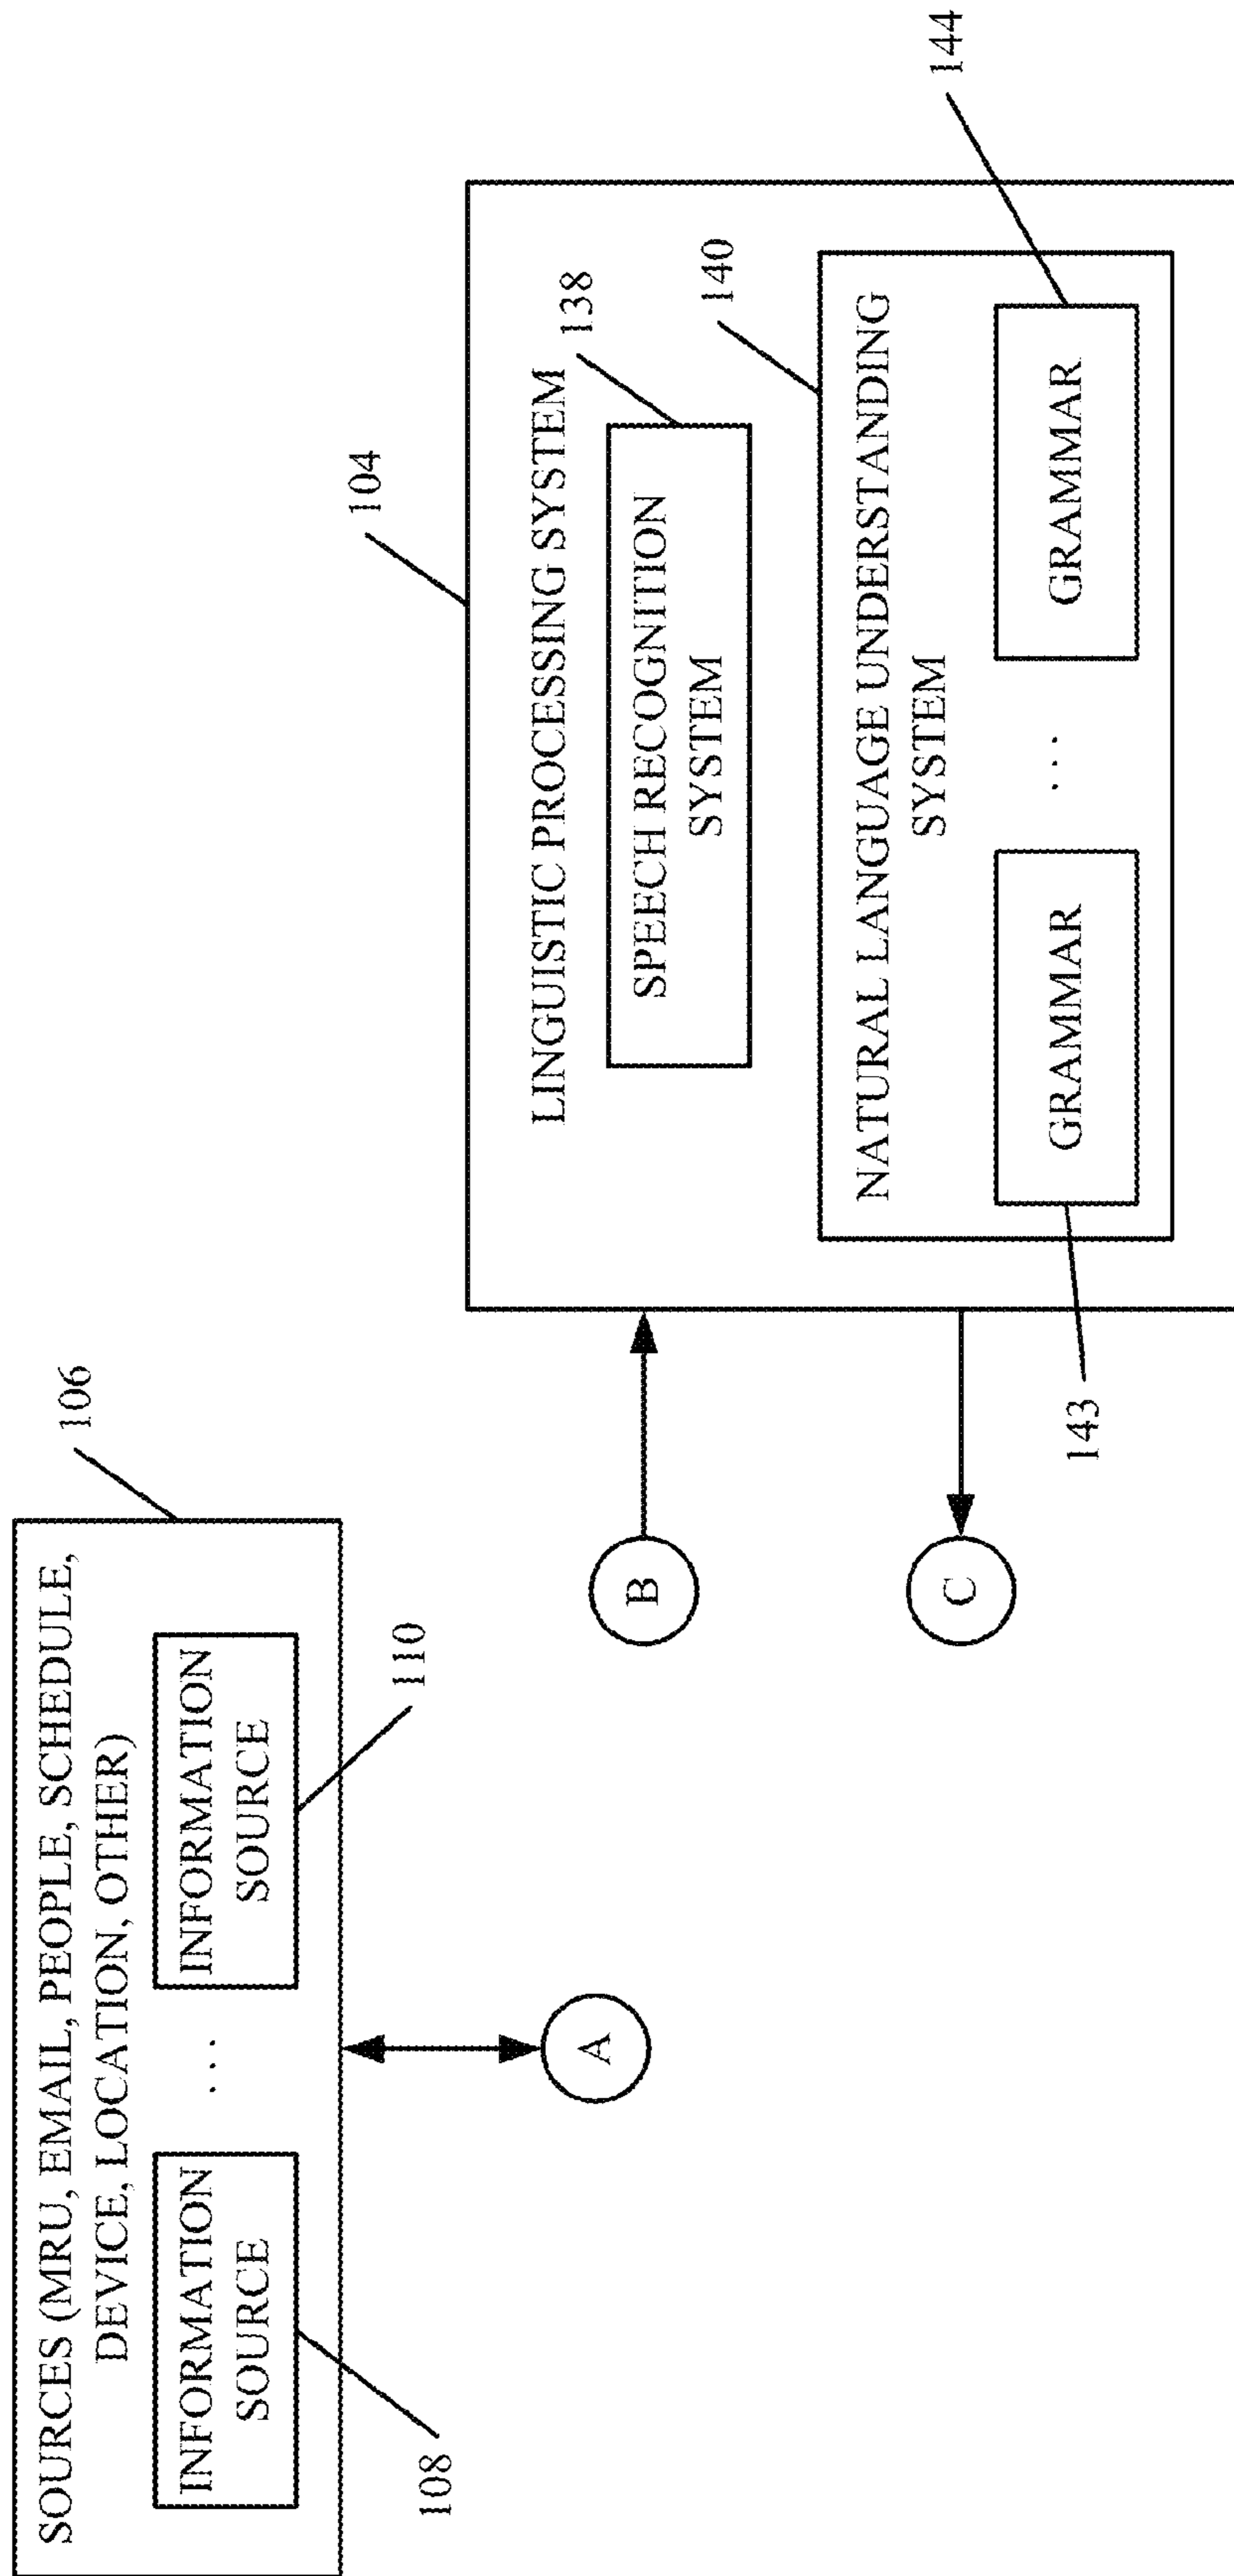 SOURCES (MRU, EMAIL, PEOPLE, SCHEDULE,
DEVICE, LOCATION, OTHER)
106
INFORMATION
SOURCE
108
...
INFORMATION
SOURCE
110
A
B
C
104
LINGUISTIC PROCESSING SYSTEM
138
SPEECH RECOGNITION
SYSTEM
140
NATURAL LANGUAGE UNDERSTANDING
SYSTEM
GRAMMAR
143
...
GRAMMAR
144